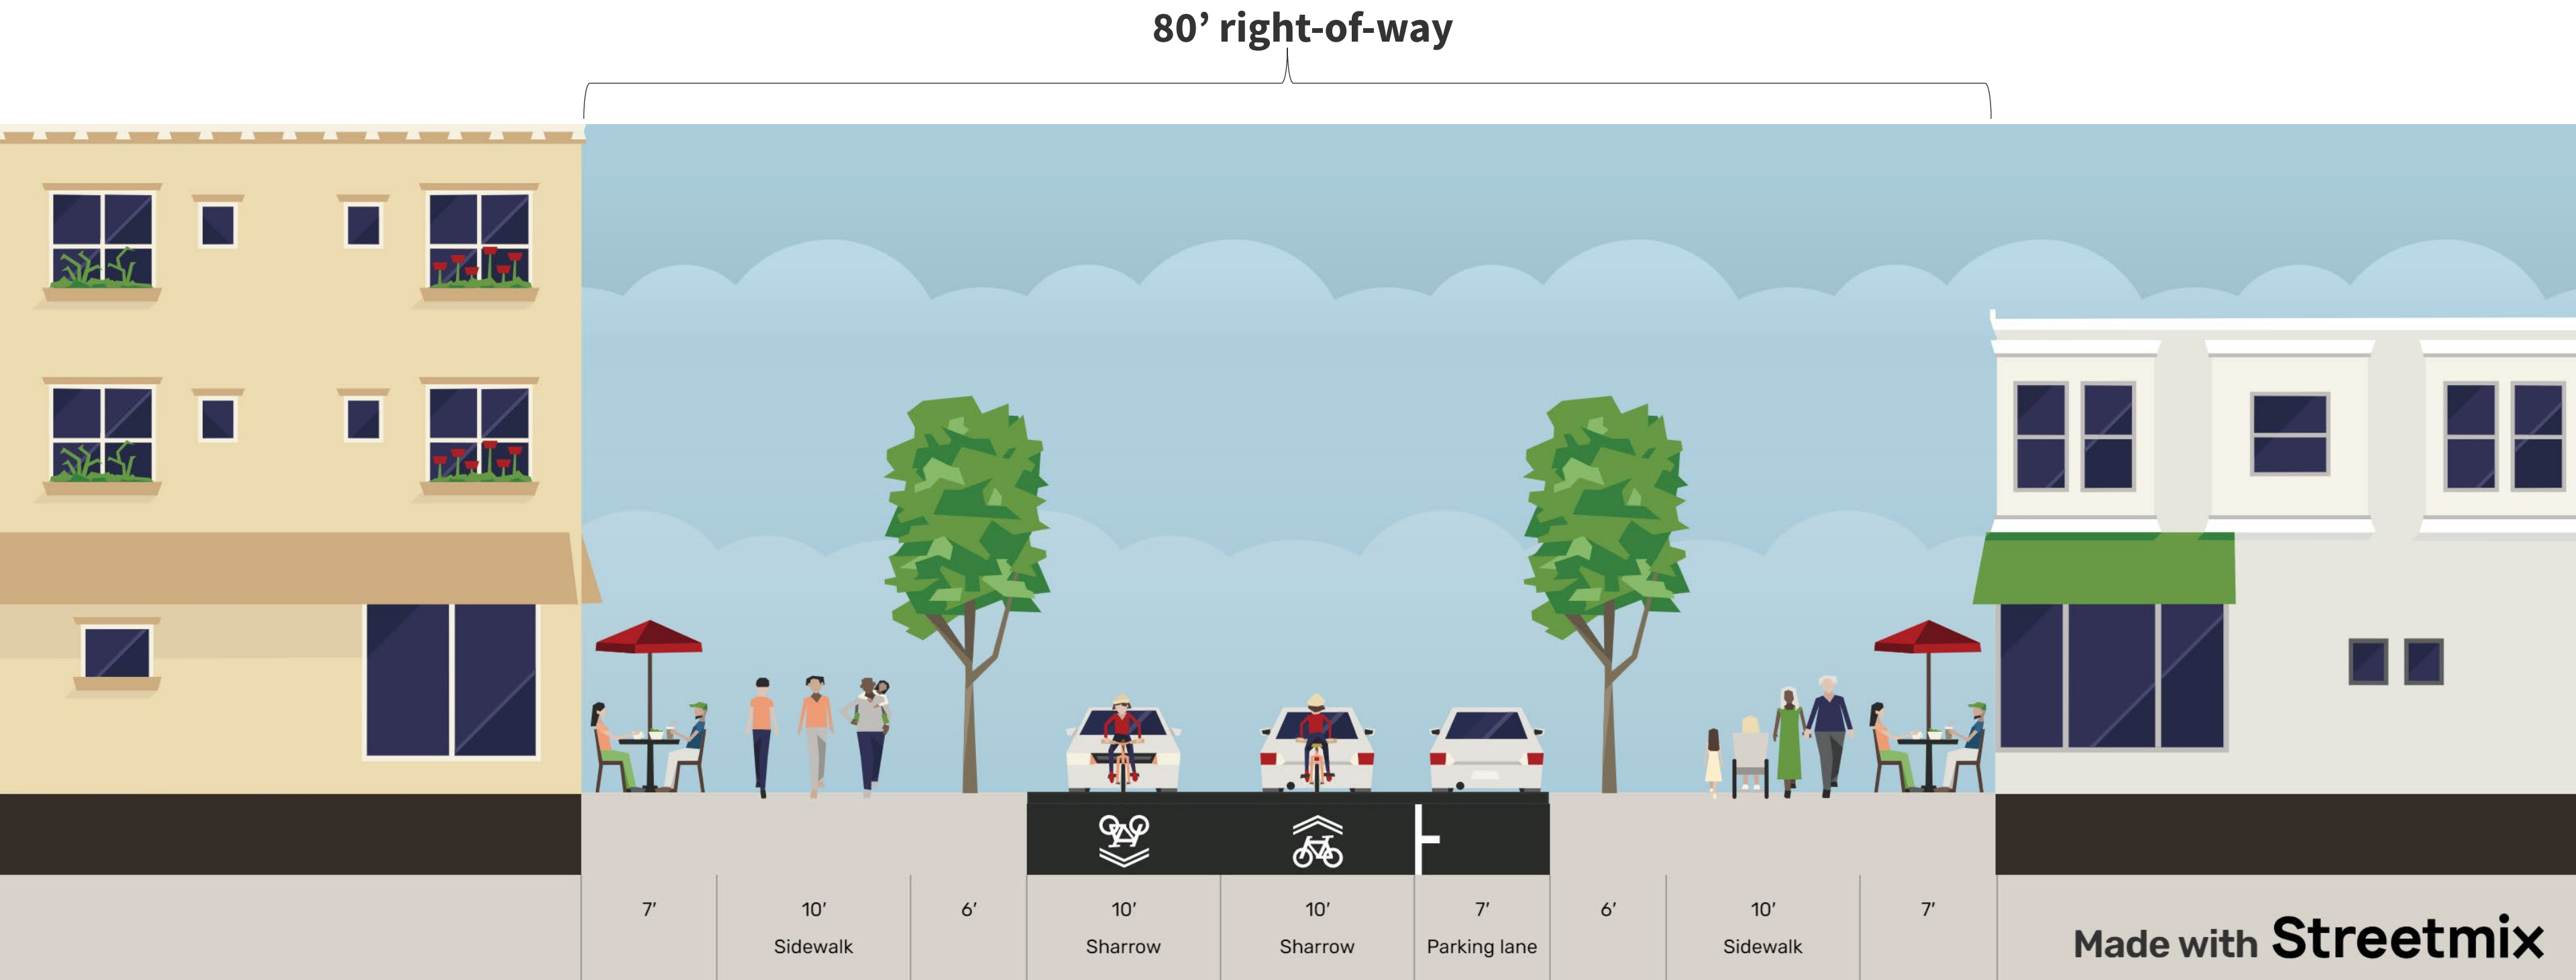 80’ right-of-way
7’ 10’ 6’ 10’ 10’ 7’ 6’ 10’ 7’
Sidewalk Sharrow Sharrow Parking lane Sidewalk
Made with Streetmix